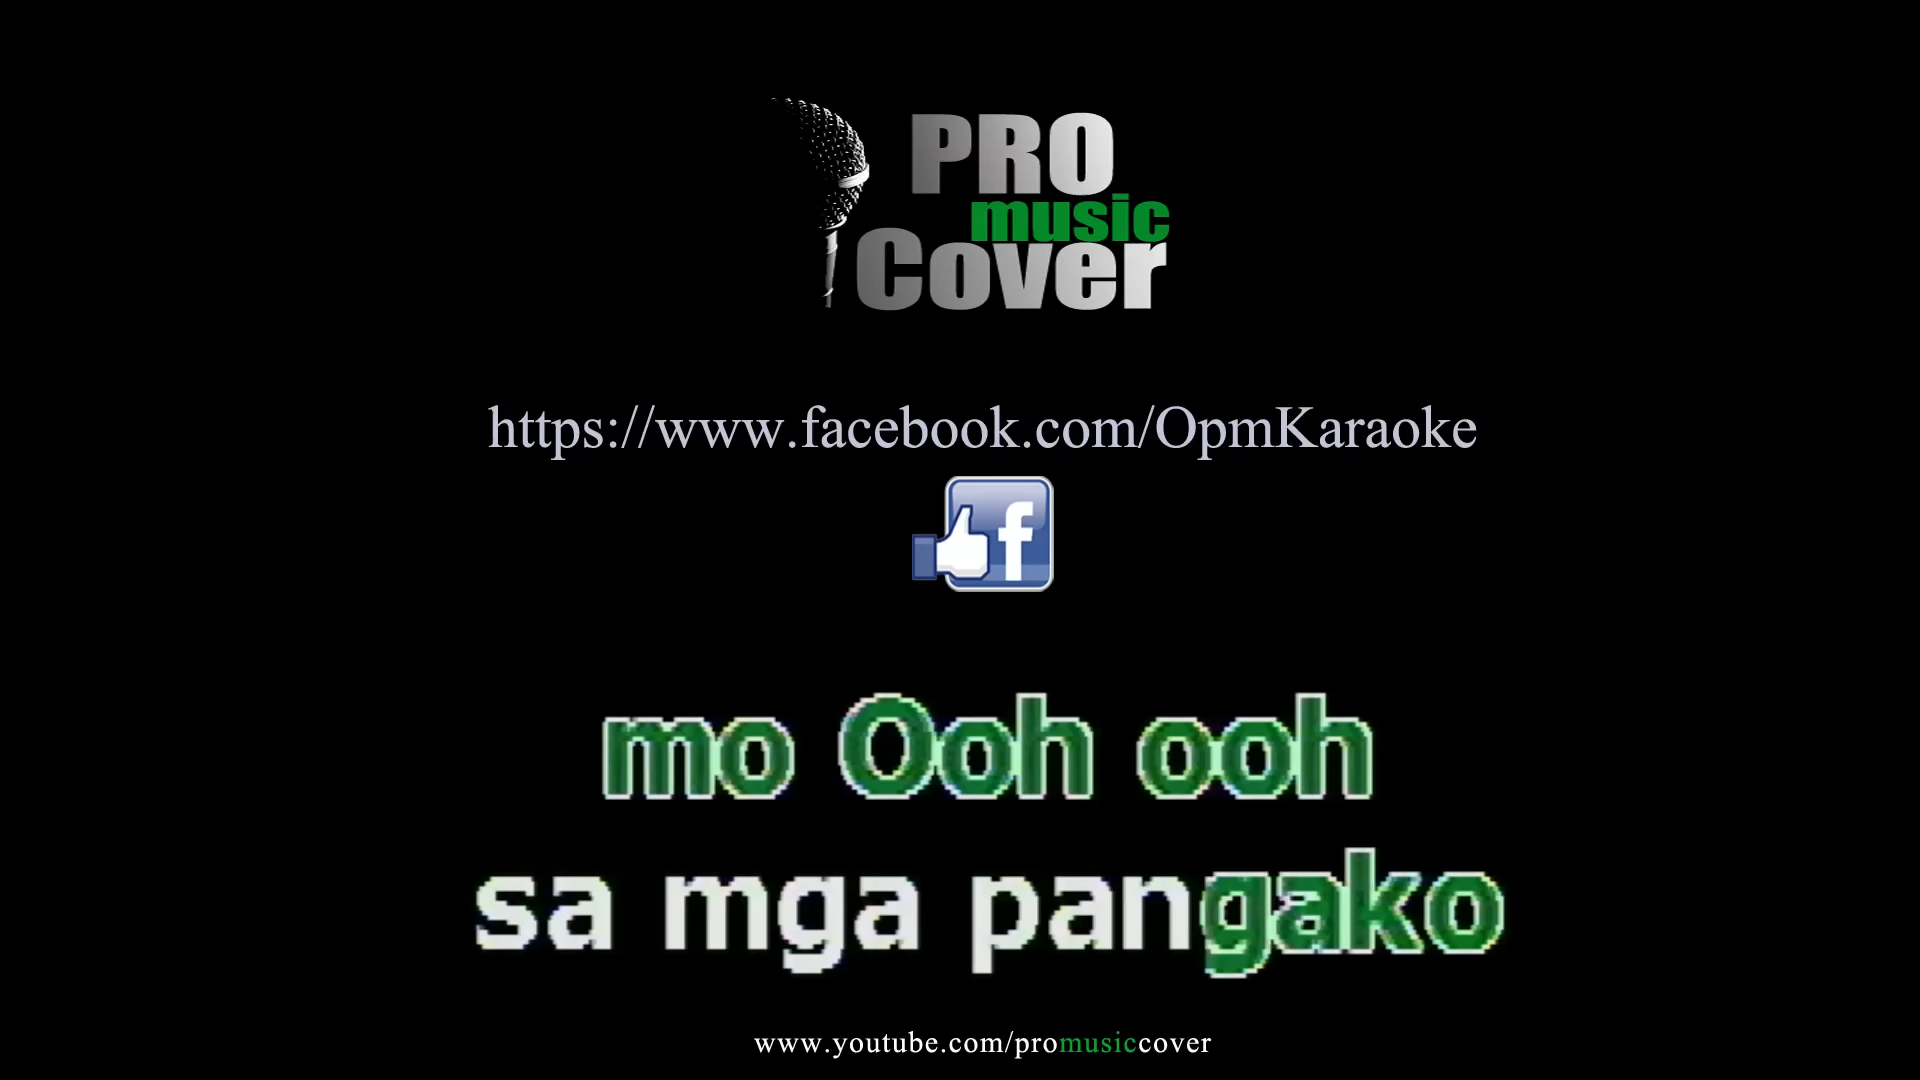 PRO
music
Cover
https://www.facebook.com/OpmKaraoke
f
mo Ooh ooh
sa mga pangako
www.youtube.com/promusiccover